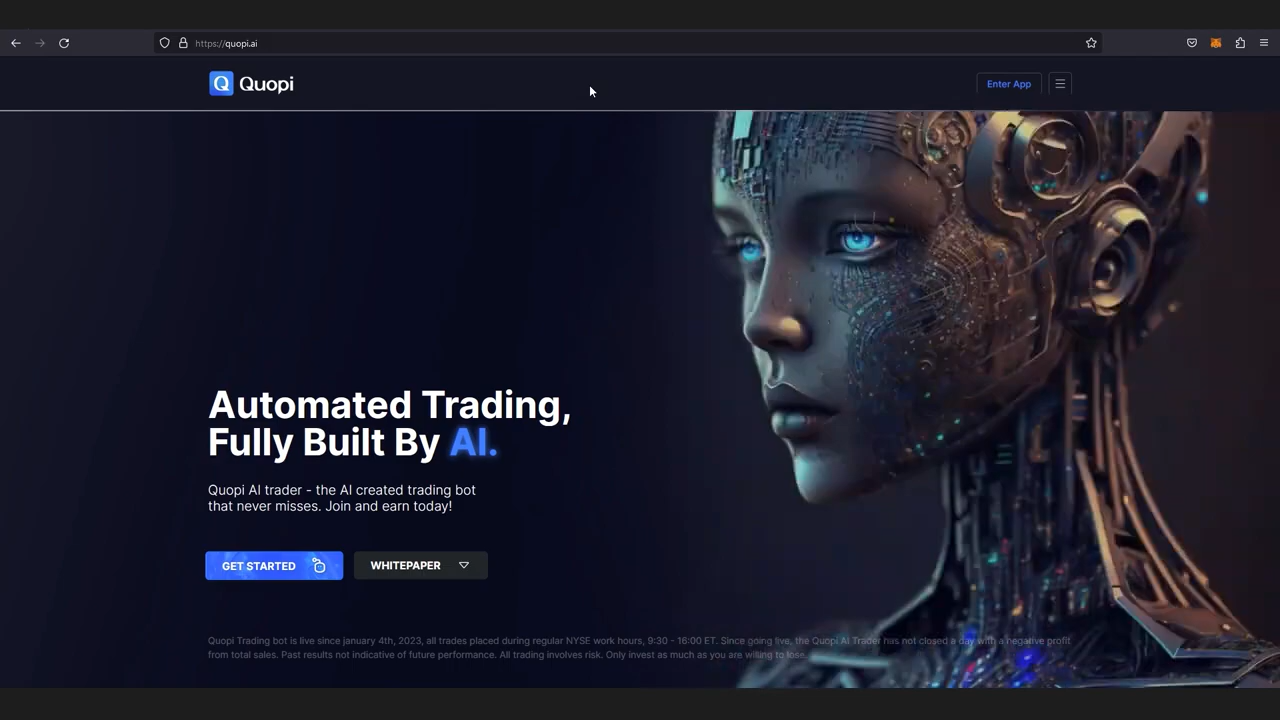 https://quopi.ai
Q Quopi
Enter App
Automated Trading,
Fully Built By AI.
Quopi AI trader - the AI created trading bot
that never misses. Join and earn today!
GET STARTED
WHITEPAPER
Quopi Trading bot is live since january 4th, 2023, all trades placed during regular NYSE work hours, 9:30 - 16:00 ET. Since going live, the Quopi AI Trader has not closed a day with a negative profit
from total sales. Past results not indicative of future performance. All trading involves risk. Only invest as much as you are willing to lose.